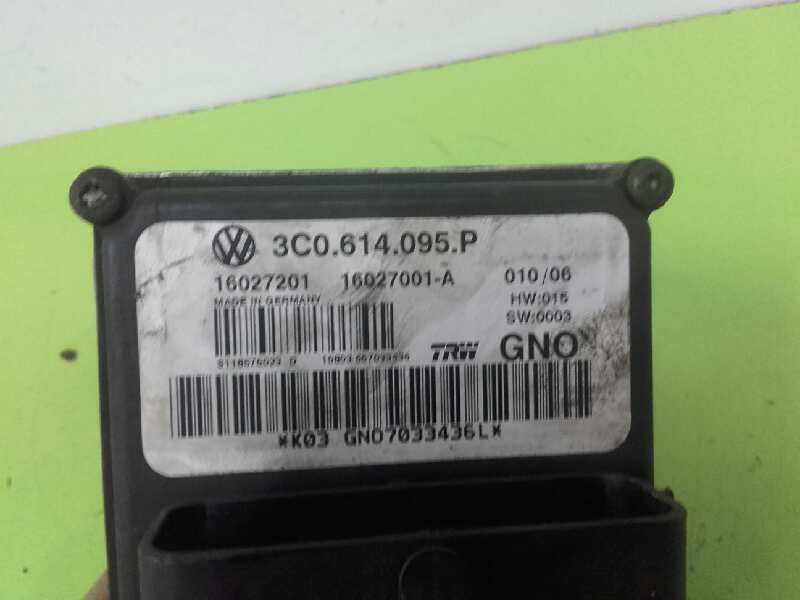 3C0.614.095.P
16027201 16027001-A 010/06
MADE IN GERMANY HW:015
SW:0003
TRW GNO
*K03 GNO7033436L*